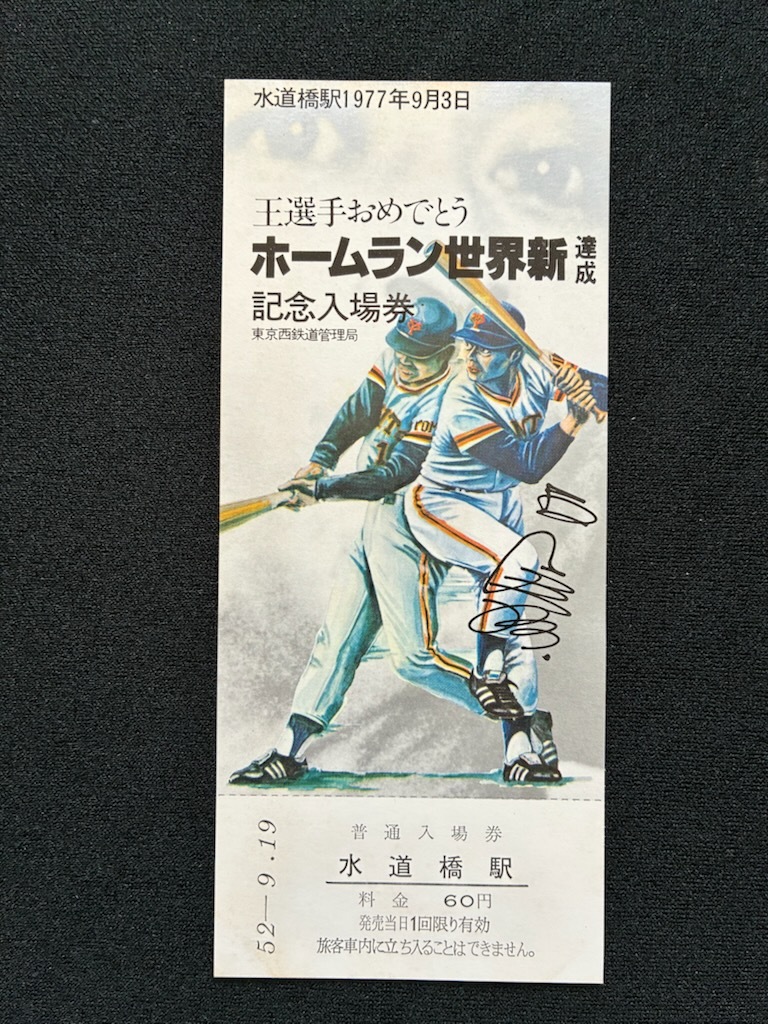 水道橋駅1977年9月3日
王選手おめでとう
ホームラン世界新達成
記念入場券
東京西鉄道管理局
普通入場券
水道橋駅
料金 60円
発売当日1回限り有効
旅客車内に立ち入ることはできません。
52-9.19